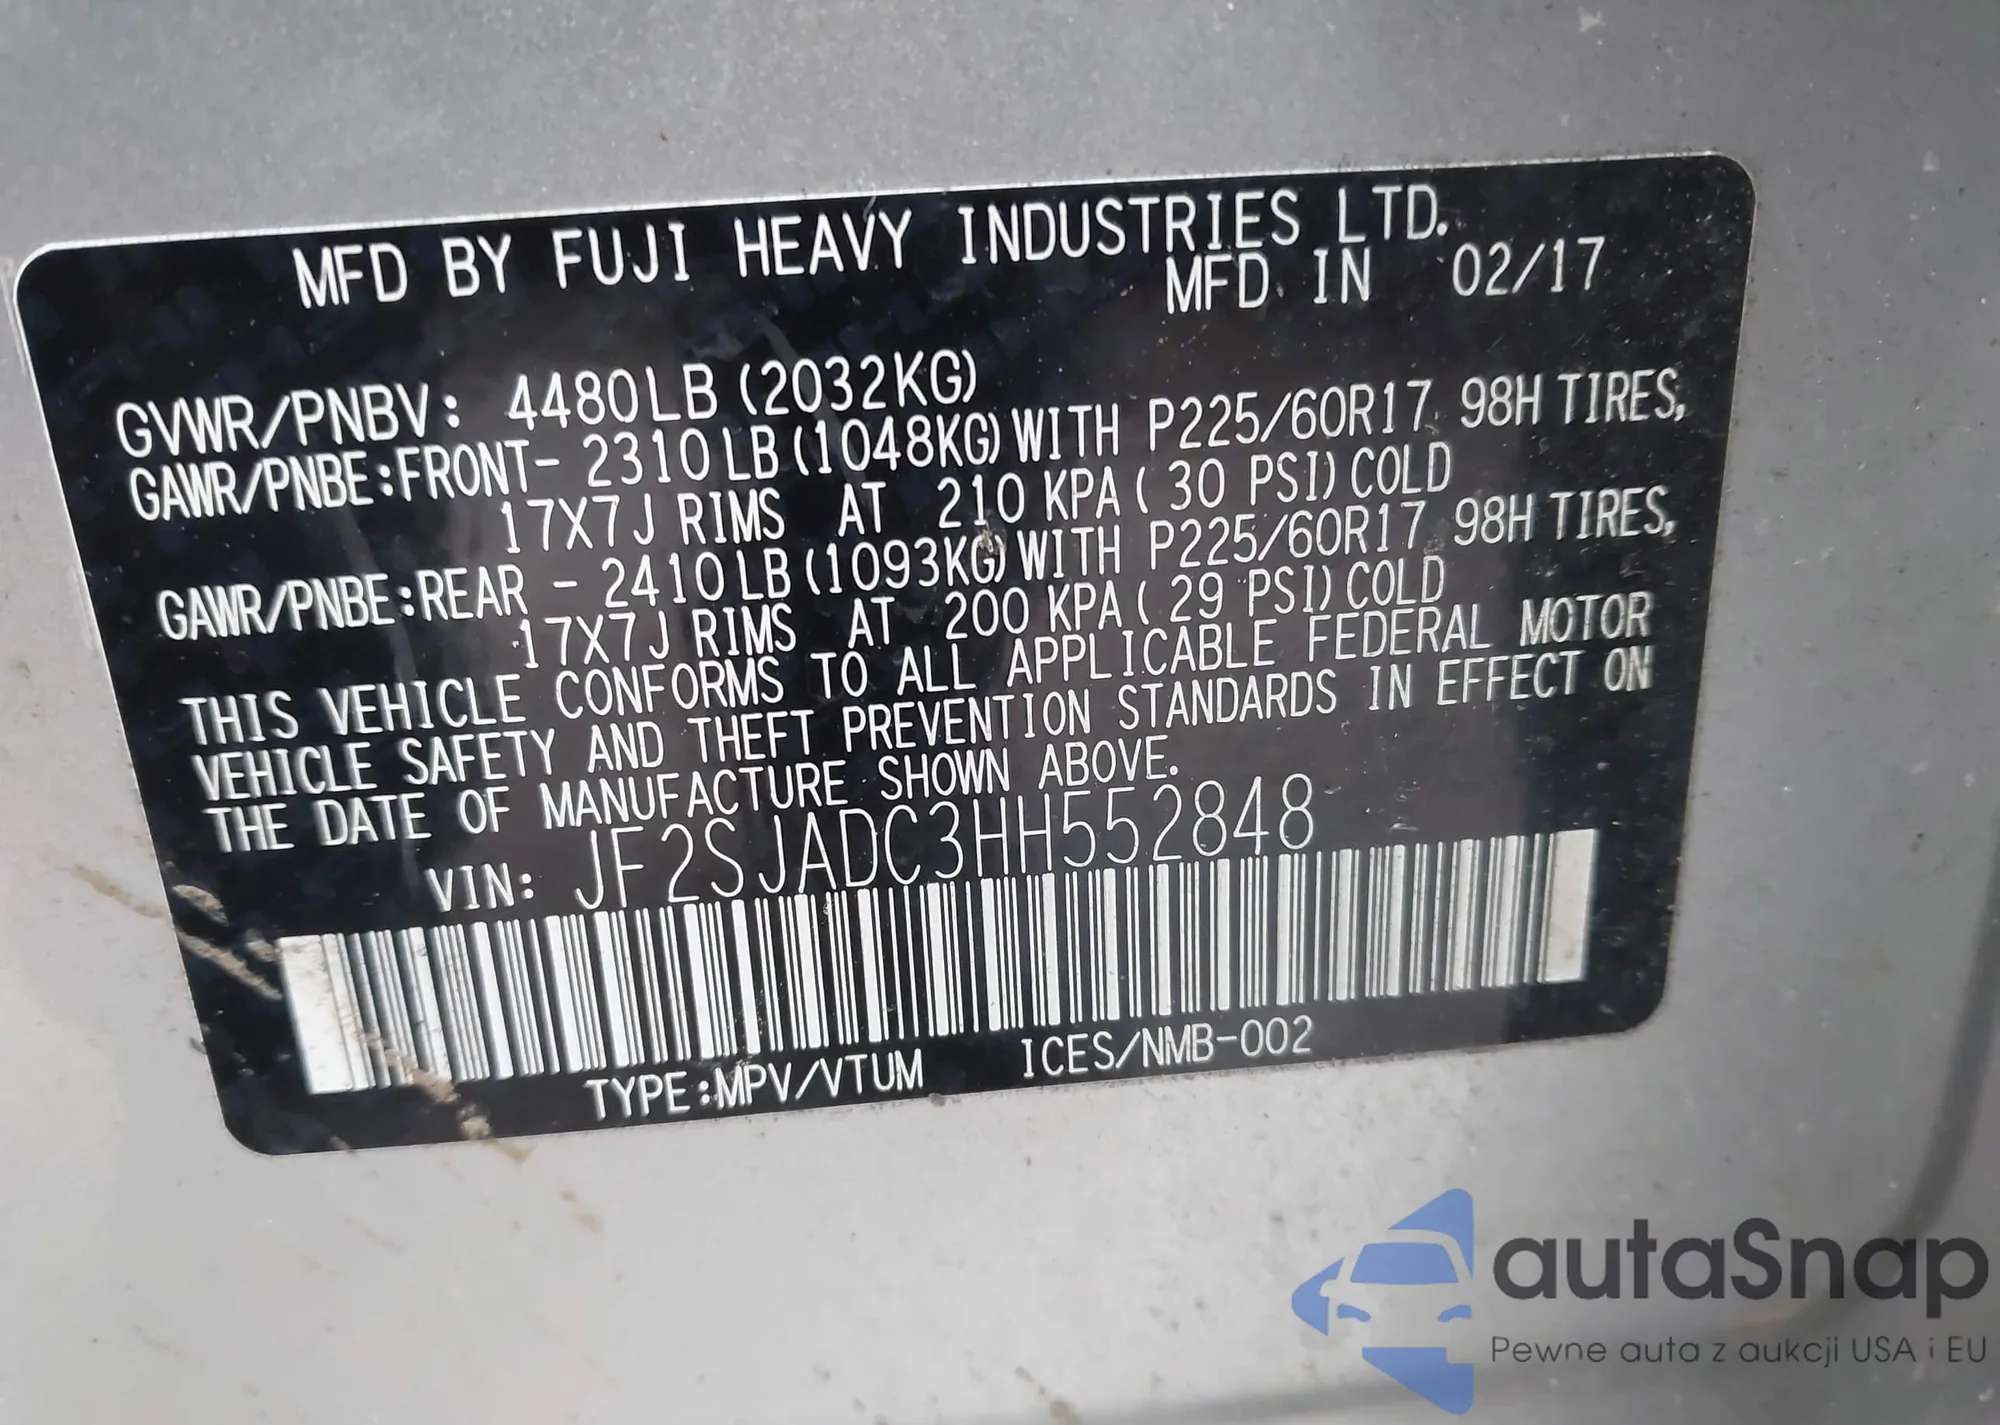 MFD BY FUJI HEAVY INDUSTRIES LTD.
MFD IN 02/17
GVWR/PNBV: 4480LB (2032KG)
GAWR/PNBE:FRONT- 2310LB (1048KG) WITH P225/60R17 98H TIRES,
17X7J RIMS AT 210 KPA ( 30 PSI) COLD
GAWR/PNBE:REAR - 2410LB (1093KG) WITH P225/60R17 98H TIRES,
17X7J RIMS AT 200 KPA ( 29 PSI) COLD
THIS VEHICLE CONFORMS TO ALL APPLICABLE FEDERAL MOTOR
VEHICLE SAFETY AND THEFT PREVENTION STANDARDS IN EFFECT ON
THE DATE OF MANUFACTURE SHOWN ABOVE.
VIN: JF2SJADC3HH552848
TYPE:MPV/VTUM ICES/NMB-002
autaSnap
Pewne auta z aukcji USA i EU